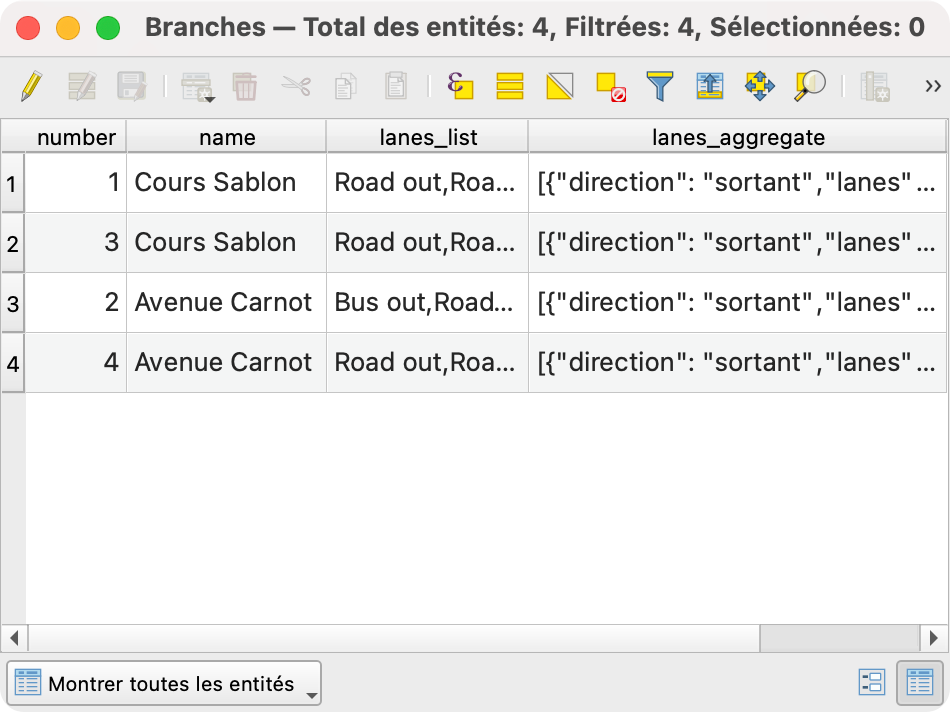 Branches — Total des entités: 4, Filtrées: 4, Sélectionnées: 0
number name lanes_list lanes_aggregate
1 1 Cours Sablon Road out,Roa... [{"direction": "sortant","lanes" ...
2 3 Cours Sablon Road out,Roa... [{"direction": "sortant","lanes" ...
3 2 Avenue Carnot Bus out,Road... [{"direction": "sortant","lanes" ...
4 4 Avenue Carnot Road out,Roa... [{"direction": "sortant","lanes" ...
Montrer toutes les entités